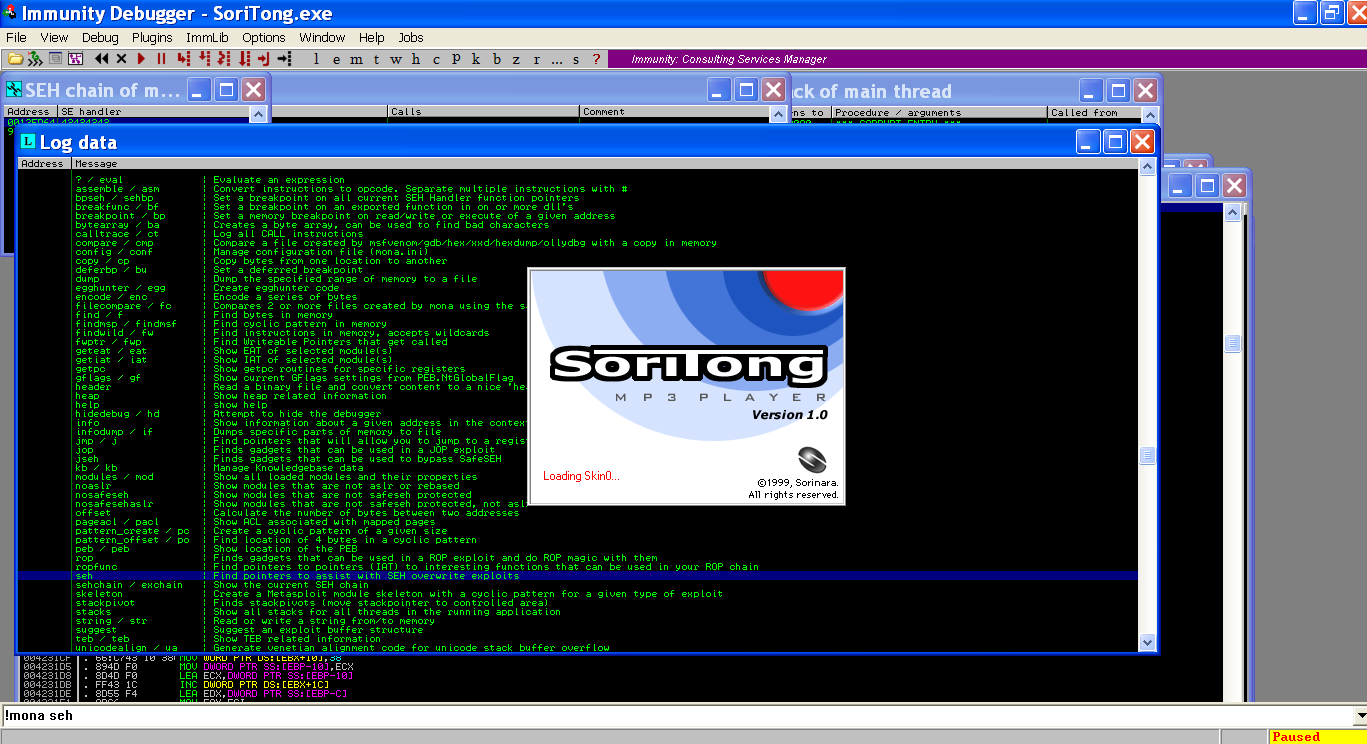 Immunity Debugger - SoriTong.exe
File View Debug Plugins ImmLib Options Window Help Jobs
l e m t w h c p k b z r ... s ?
Immunity: Consulting Services Manager
SEH chain of m...
ck of main thread
Address SE handler
Calls Comment
ns to Procedure / arguments Called from
Log data
Address Message
? / eval | Evaluate an expression
assemble / asm | Convert instructions to opcode. Separate multiple instructions with #
bpseh / sehbp | Set a breakpoint on all current SEH Handler function pointers
breakfunc / bf | Set a breakpoint on an exported function in on or more dll's
breakpoint / bp | Set a memory breakpoint on read/write or execute of a given address
bytearray / ba | Creates a byte array, can be used to find bad characters
calltrace / ct | Log all CALL instructions
compare / cmp | Compare a file created by msfvenom/gdb/hex/xxd/hexdump/ollydbg with a copy in memory
config / conf | Manage configuration file (mona.ini)
copy / cp | Copy bytes from one location to another
deferbp / bu | Set a deferred breakpoint
dump | Dump the specified range of memory to a file
egghunter / egg | Create egghunter code
encode / enc | Encode a series of bytes
filecompare / fc | Compares 2 or more files created by mona using the s
find / f | Find bytes in memory
findmsp / findmsf | Find cyclic pattern in memory
findwild / fw | Find instructions in memory, accepts wildcards
fwptr / fwp | Find Writeable Pointers that get called
geteat / eat | Show EAT of selected module(s)
getiat / iat | Show IAT of selected module(s)
getpc | Show getpc routines for specific registers
gflags / gf | Show current GFlags settings from PEB.NtGlobalFlag
header | Read a binary file and convert content to a nice 'he
heap | Show heap related information
help | show help
hidedebug / hd | Attempt to hide the debugger
info | Show information about a given address in the contex
infodump / if | Dumps specific parts of memory to file
jmp / j | Find pointers that will allow you to jump to a regis
jop | Finds gadgets that can be used in a JOP exploit
jseh | Finds gadgets that can be used to bypass SafeSEH
kb / kb | Manage Knowledgebase data
modules / mod | Show all loaded modules and their properties
noaslr | Show modules that are not aslr or rebased
nosafeseh | Show modules that are not safeseh protected
nosafesehaslr | Show modules that are not safeseh protected, not asl
offset | Calculate the number of bytes between two addresses
pageacl / pacl | Show ACL associated with mapped pages
pattern_create / pc | Create a cyclic pattern of a given size
pattern_offset / po | Find location of 4 bytes in a cyclic pattern
peb / peb | Show location of the PEB
rop | Finds gadgets that can be used in a ROP exploit and do ROP magic with them
ropfunc | Find pointers to pointers (IAT) to interesting functions that can be used in your ROP chain
seh | Find pointers to assist with SEH overwrite exploits
sehchain / exchain | Show the current SEH chain
skeleton | Create a Metasploit module skeleton with a cyclic pattern for a given type of exploit
stackpivot | Finds stackpivots (move stackpointer to controlled area)
stacks | Show all stacks for all threads in the running application
string / str | Read or write a string from/to memory
suggest | Suggest an exploit buffer structure
teb / teb | Show TEB related information
unicodealign / ua | Generate venetian alignment code for unicode stack buffer overflow
SoriTong
MP3 PLAYER
Version 1.0
Loading Skin0...
©1999, Sorinara.
All rights reserved.
004231D5 . 894D F0 MOV DWORD PTR SS:[EBP-10],ECX
004231D8 . 8D4D F0 LEA ECX,DWORD PTR SS:[EBP-10]
004231DB . FF43 1C INC DWORD PTR DS:[EBX+1C]
004231DE . 8D55 F4 LEA EDX,DWORD PTR SS:[EBP-C]
!mona seh
Paused